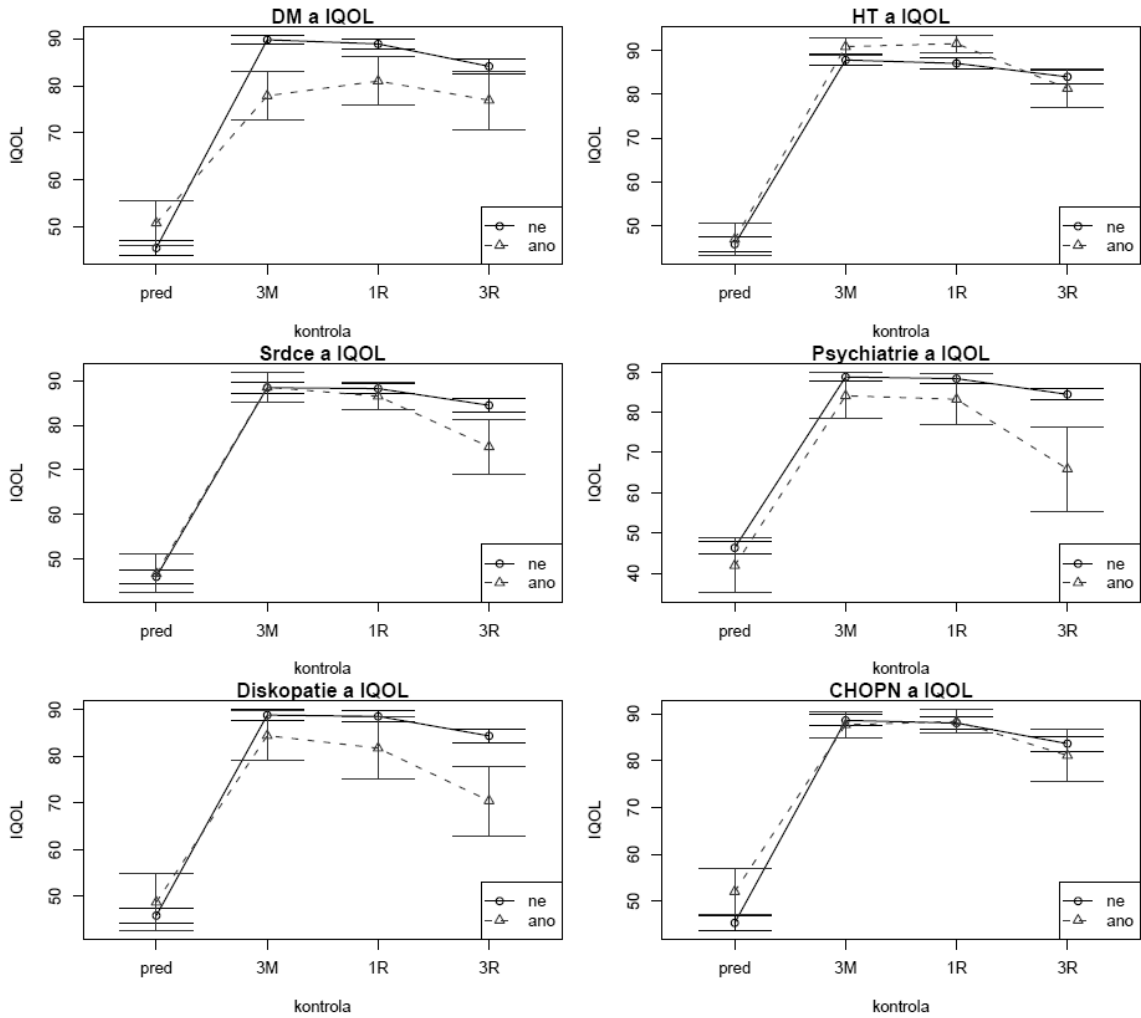 DM a IQOL
IQOL
90
80
70
60
50
pred 3M 1R 3R
kontrola
ne
ano
HT a IQOL
IQOL
90
80
70
60
50
pred 3M 1R 3R
kontrola
ne
ano
Srdce a IQOL
IQOL
90
80
70
60
50
pred 3M 1R 3R
kontrola
ne
ano
Psychiatrie a IQOL
IQOL
90
80
70
60
50
40
pred 3M 1R 3R
kontrola
ne
ano
Diskopatie a IQOL
IQOL
90
80
70
60
50
pred 3M 1R 3R
kontrola
ne
ano
CHOPN a IQOL
IQOL
90
80
70
60
50
pred 3M 1R 3R
kontrola
ne
ano